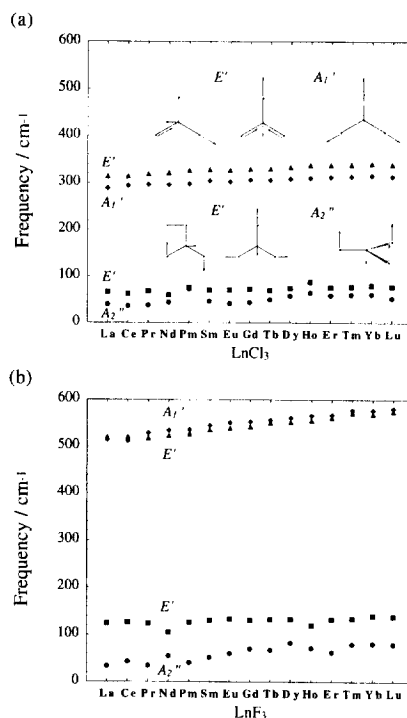 (a)
600
500
400
300
200
100
0
Frequency / cm⁻¹
E' A₁'
E'
A₁'
E' A₂''
E'
A₂''
La Ce Pr Nd Pm Sm Eu Gd Tb Dy Ho Er Tm Yb Lu
LnCl₃
(b)
600
500
400
300
200
100
0
Frequency / cm⁻¹
A₁'
E'
E'
A₂''
La Ce Pr Nd Pm Sm Eu Gd Tb Dy Ho Er Tm Yb Lu
LnF₃